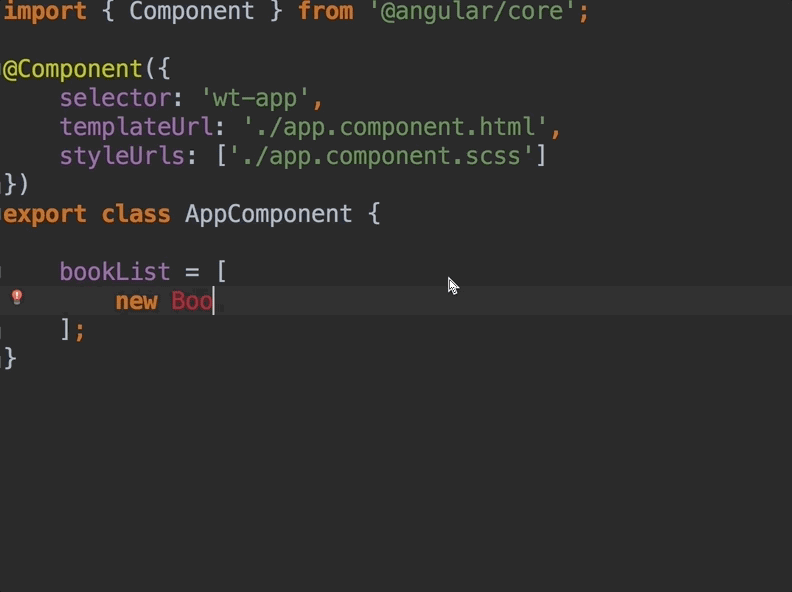 import { Component } from '@angular/core';
@Component({
selector: 'wt-app',
templateUrl: './app.component.html',
styleUrls: ['./app.component.scss']
})
export class AppComponent {
bookList = [
new Boo
];
}